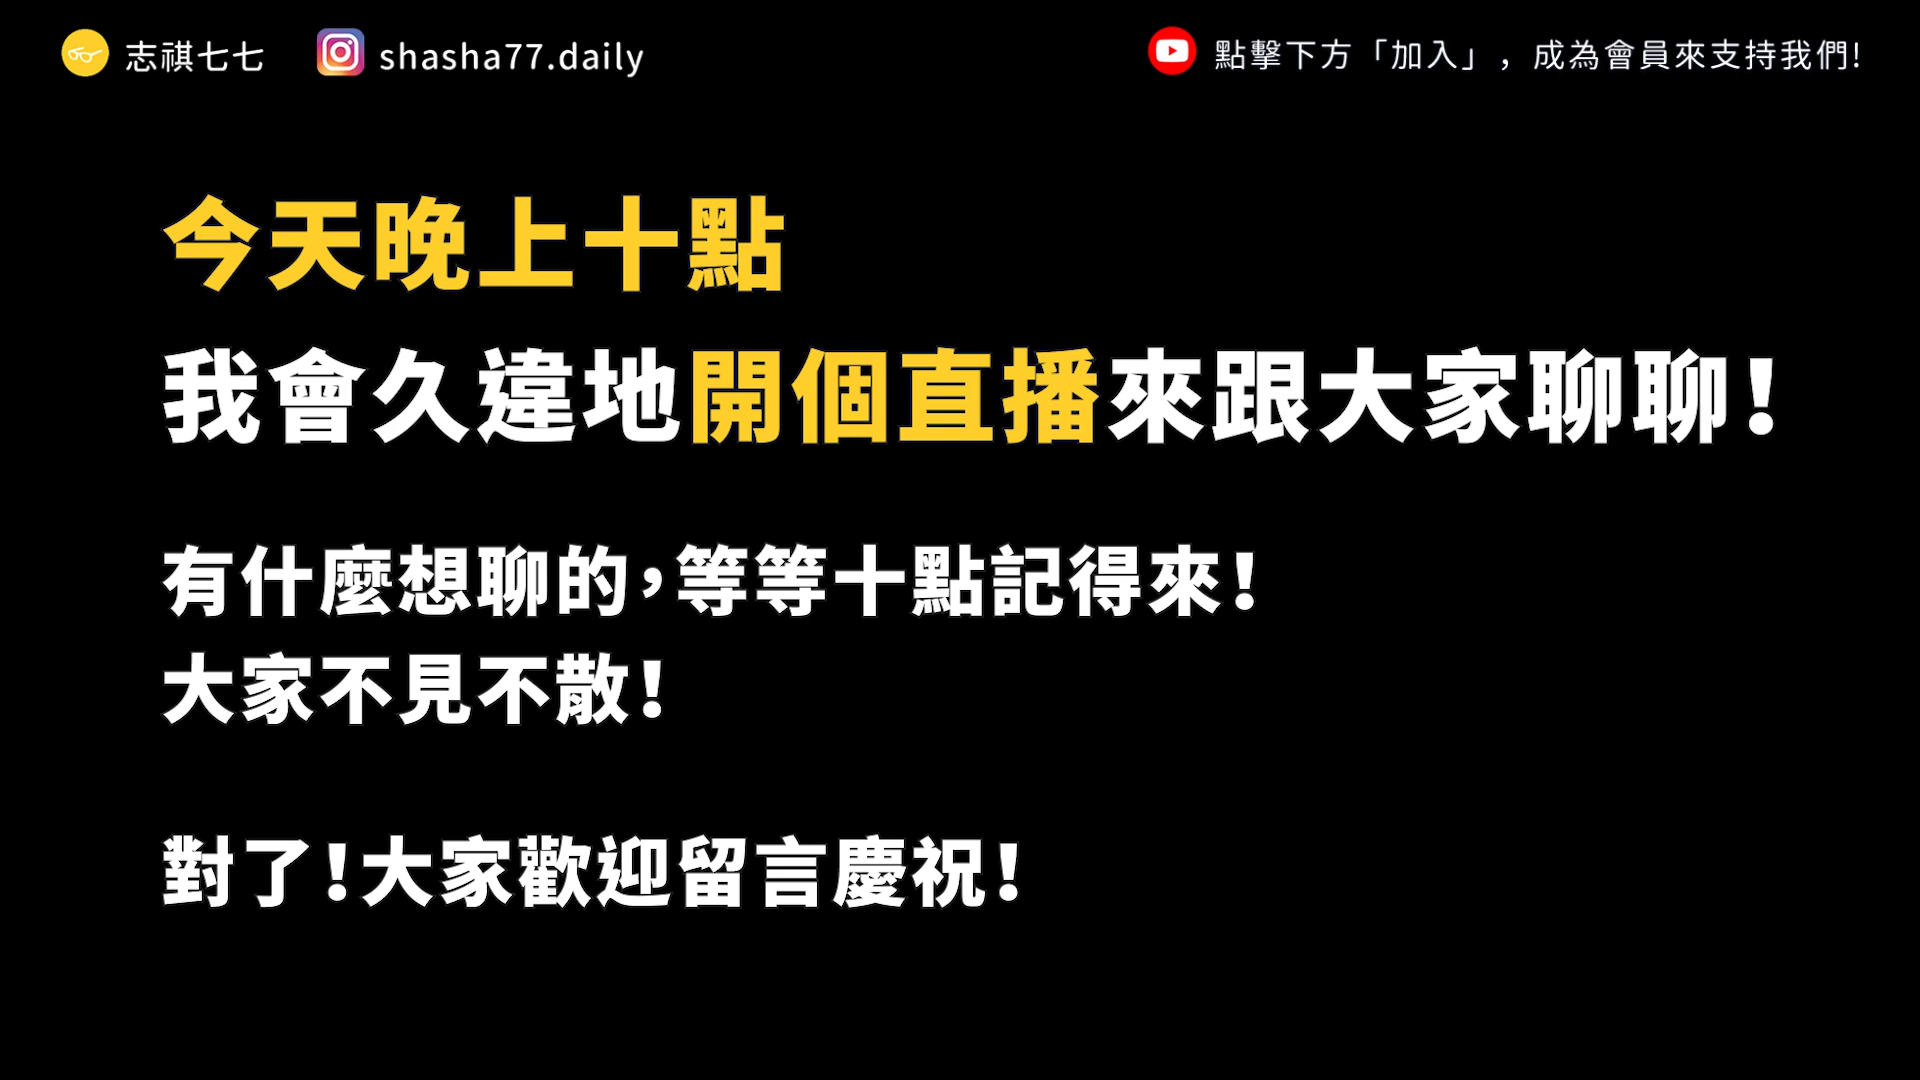 志祺七七
shasha77.daily
點擊下方「加入」，成為會員來支持我們!
今天晚上十點
我會久違地開個直播來跟大家聊聊!
有什麼想聊的，等等十點記得來!
大家不見不散!
對了!大家歡迎留言慶祝!